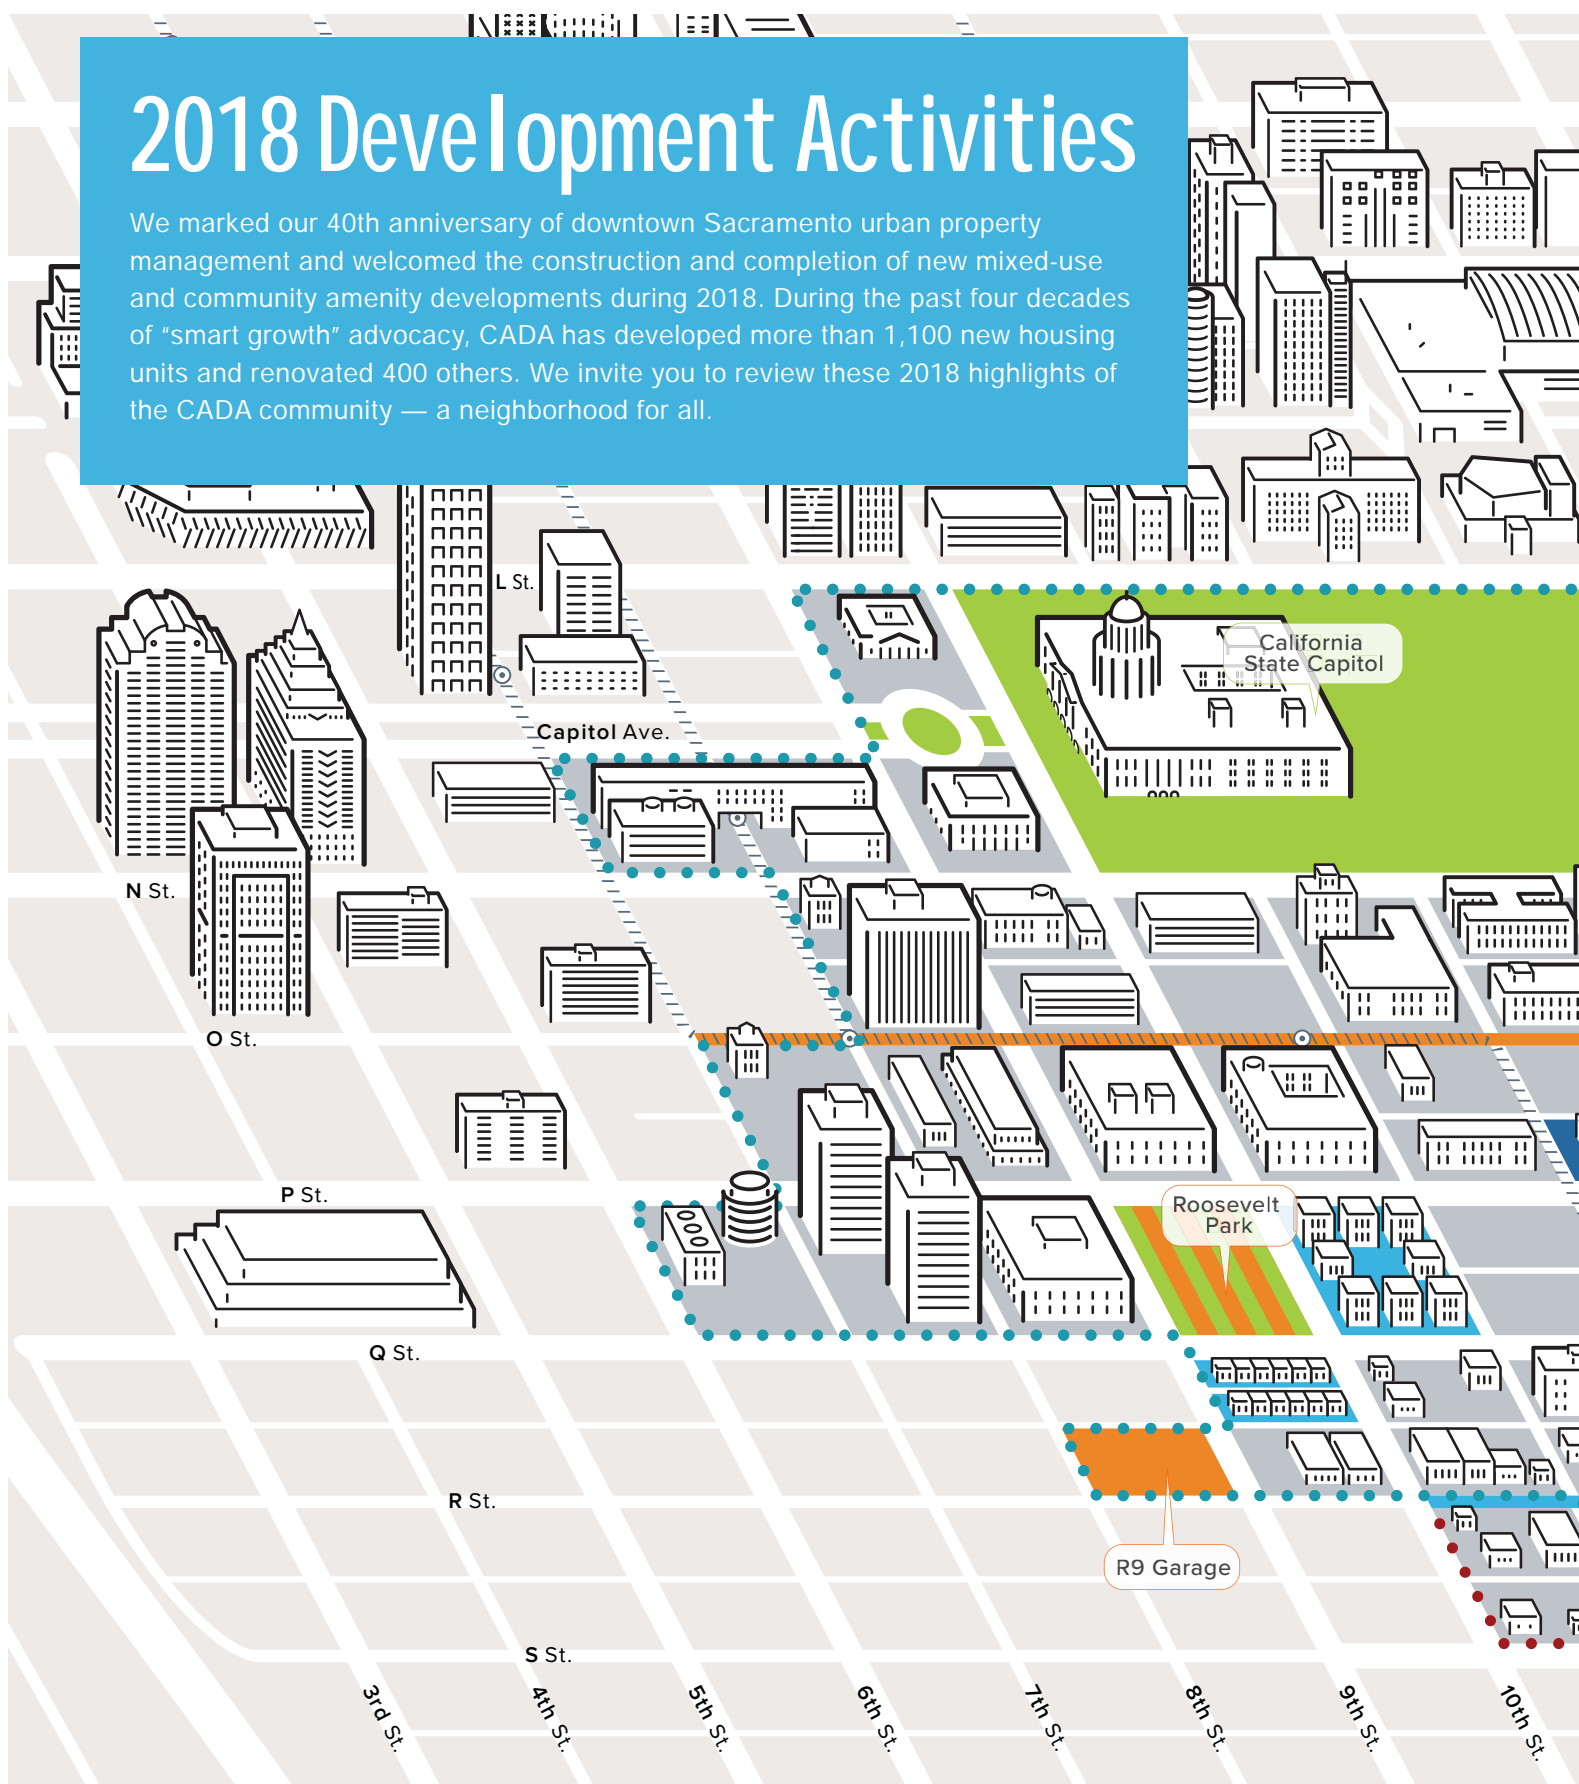 2018 Development Activities
We marked our 40th anniversary of downtown Sacramento urban property
management and welcomed the construction and completion of new mixed-use
and community amenity developments during 2018. During the past four decades
of “smart growth” advocacy, CADA has developed more than 1,100 new housing
units and renovated 400 others. We invite you to review these 2018 highlights of
the CADA community — a neighborhood for all.
L St.
California
State Capitol
Capitol Ave.
N St.
O St.
P St.
Roosevelt
Park
Q St.
R St.
R9 Garage
S St.
3rd St.
4th St.
5th St.
6th St.
7th St.
8th St.
9th St.
10th St.